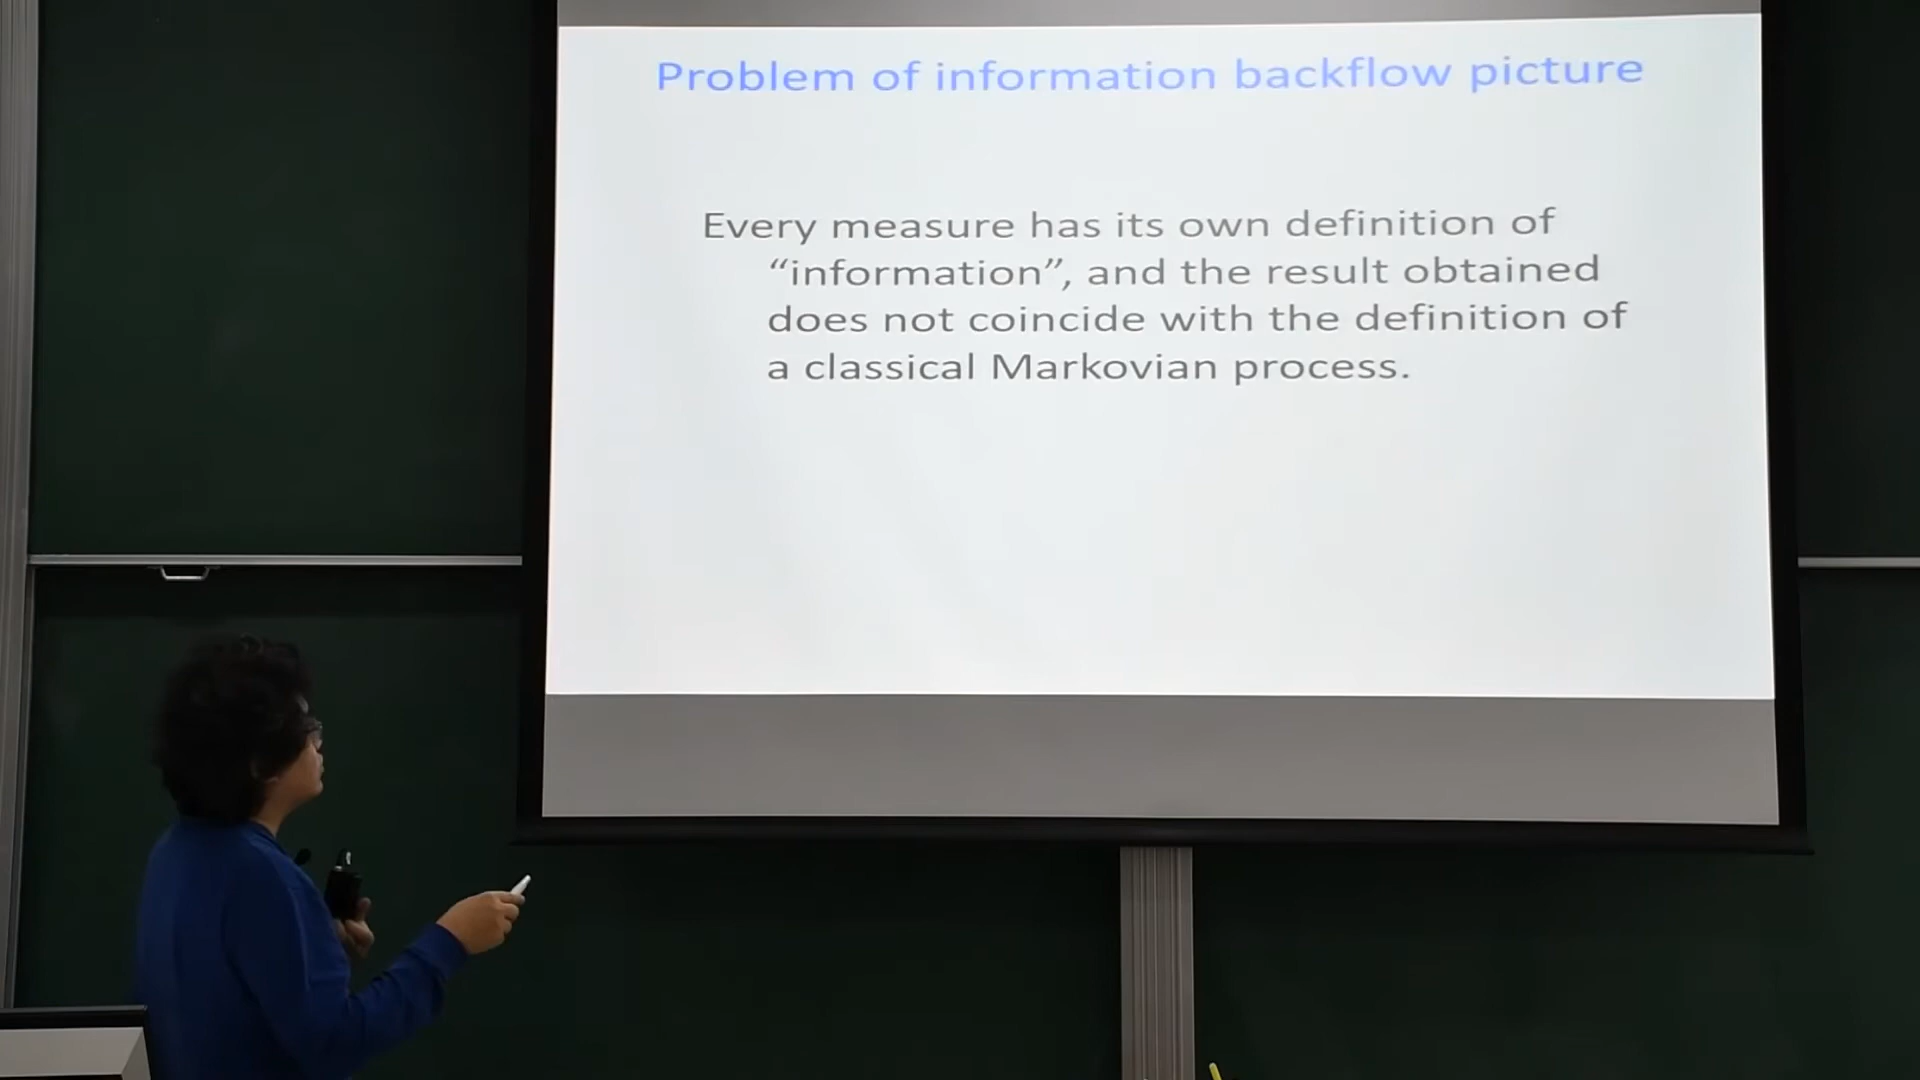 Problem of information backflow picture
Every measure has its own definition of
“information”, and the result obtained
does not coincide with the definition of
a classical Markovian process.